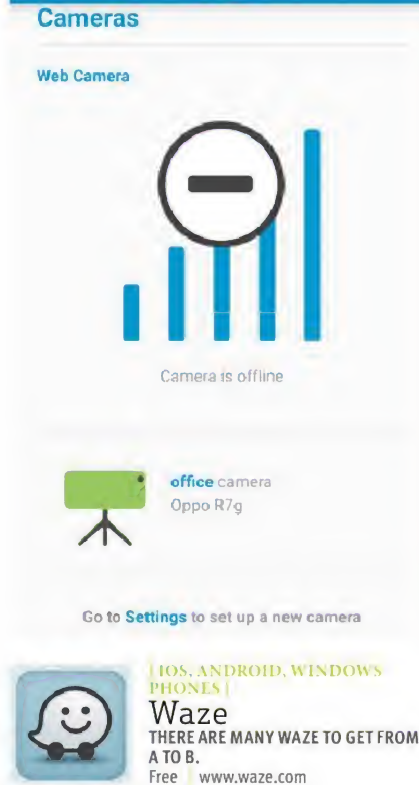 Cameras
Web Camera
Camera is offline
office camera
Oppo R7g
Go to Settings to set up a new camera
[ IOS, ANDROID, WINDOWS
PHONES ]
Waze
THERE ARE MANY WAZE TO GET FROM
A TO B.
Free | www.waze.com